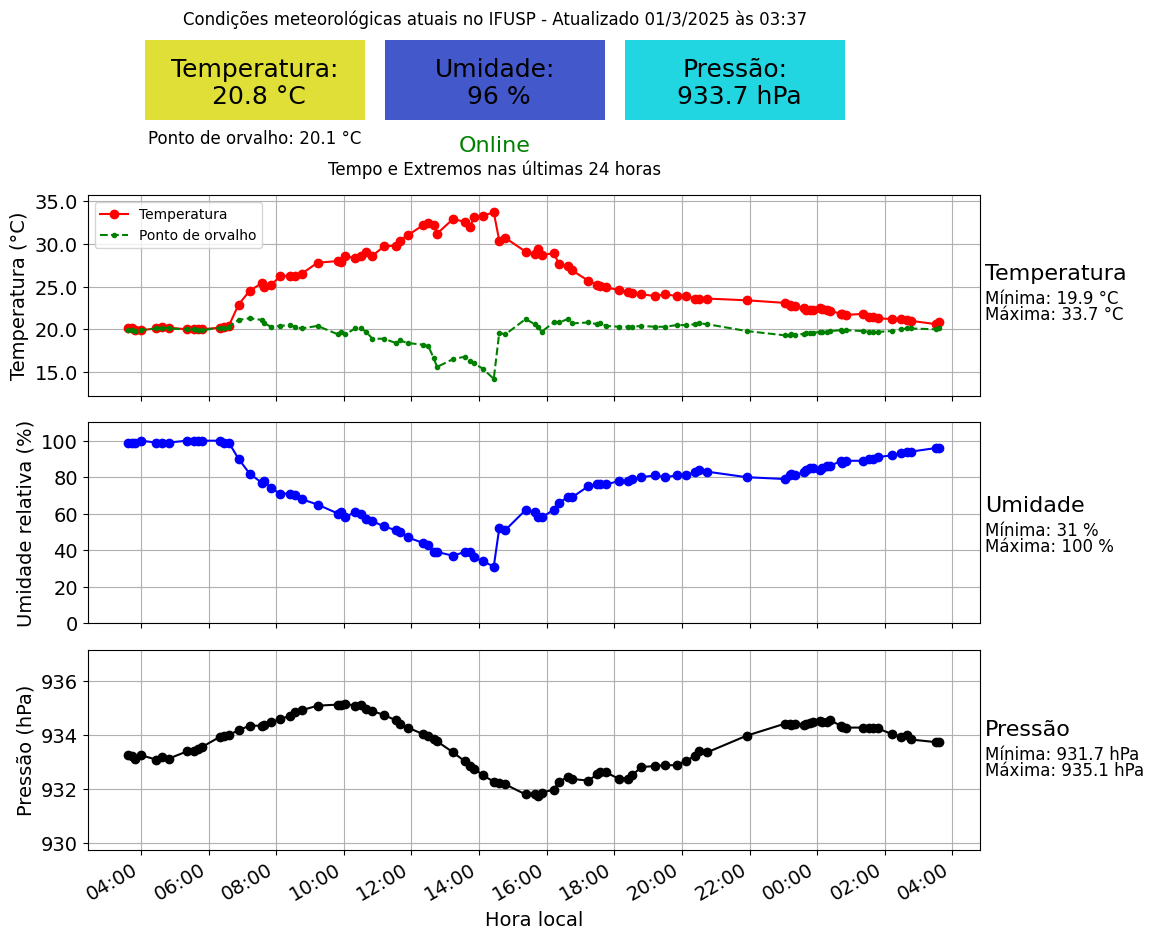 Condições meteorológicas atuais no IFUSP - Atualizado 01/3/2025 às 03:37
Temperatura:
20.8 °C
Umidade:
96 %
Pressão:
933.7 hPa
Ponto de orvalho: 20.1 °C
Online
Tempo e Extremos nas últimas 24 horas
Temperatura (°C)
35.0
30.0
25.0
20.0
15.0
Temperatura
Ponto de orvalho
Temperatura
Mínima: 19.9 °C
Máxima: 33.7 °C
Umidade relativa (%)
100
80
60
40
20
0
Umidade
Mínima: 31 %
Máxima: 100 %
Pressão (hPa)
936
934
932
930
Pressão
Mínima: 931.7 hPa
Máxima: 935.1 hPa
04:00 06:00 08:00 10:00 12:00 14:00 16:00 18:00 20:00 22:00 00:00 02:00 04:00
Hora local